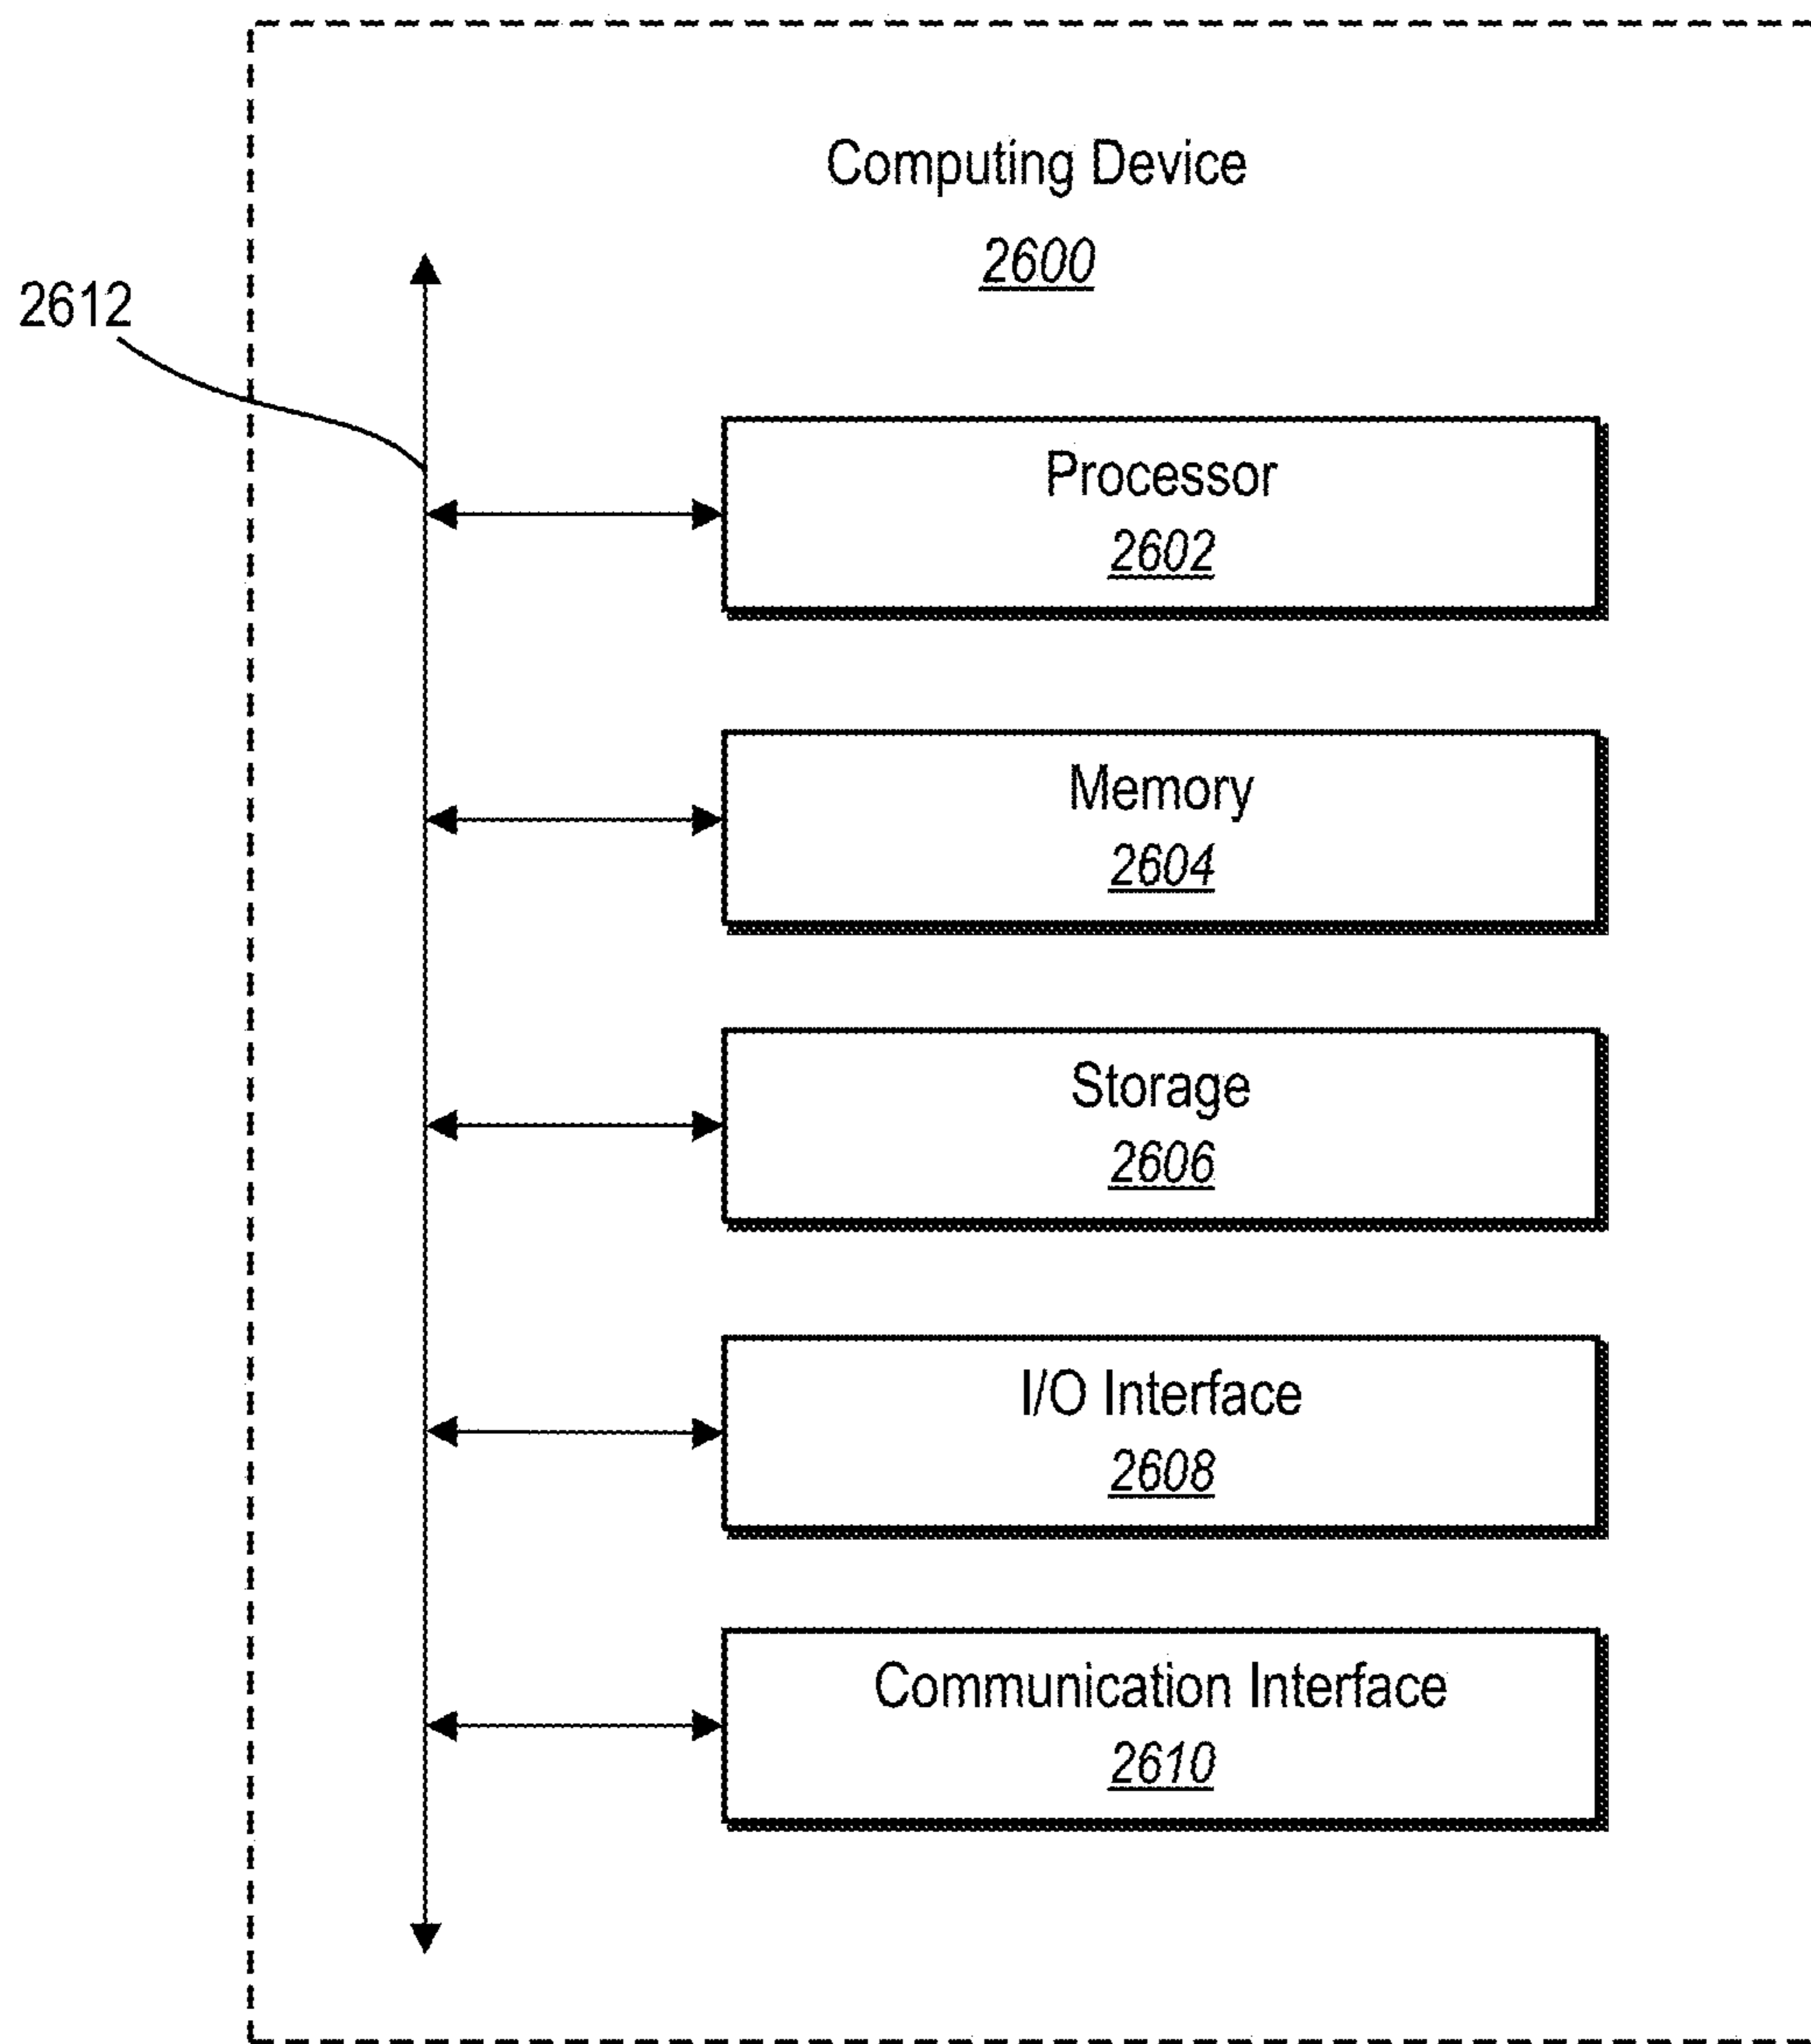 Computing Device
2600
2612
Processor
2602
Memory
2604
Storage
2606
I/O Interface
2608
Communication Interface
2610